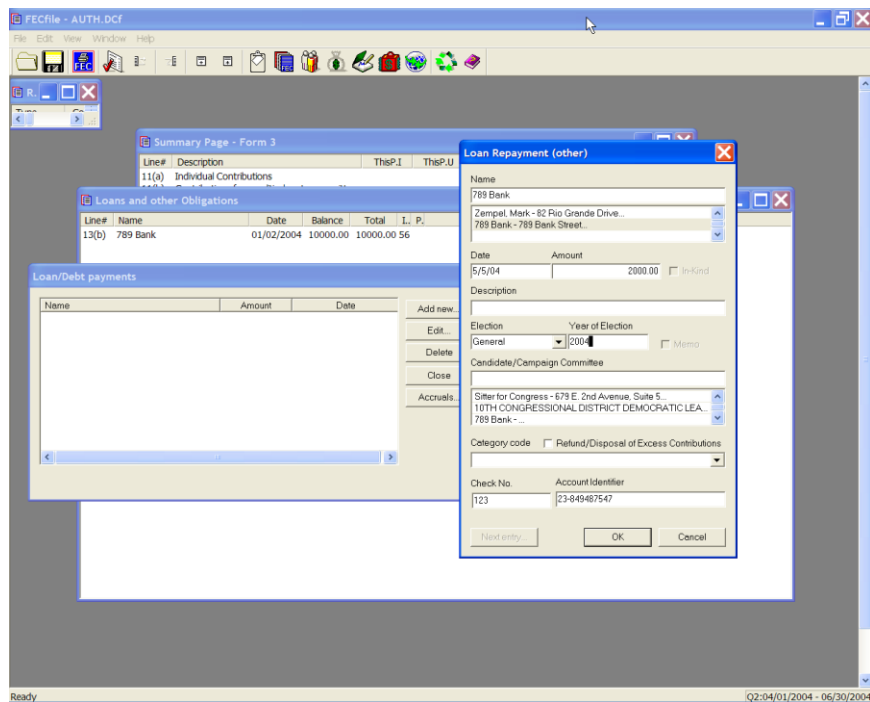 FECfile - AUTH.DCf
File Edit View Window Help
R.
Summary Page - Form 3
Line# Description ThisP.I ThisP.U
11(a) Individual Contributions
Loans and other Obligations
Line# Name Date Balance Total I.. P.
13(b) 789 Bank 01/02/2004 10000.00 10000.00 56
Loan/Debt payments
Name Amount Date
Add new...
Edit...
Delete
Close
Accruals...
Loan Repayment (other)
Name
789 Bank
Zempel, Mark - 82 Rio Grande Drive...
789 Bank - 789 Bank Street...
Date Amount
5/5/04 2000.00 In-Kind
Description
Election Year of Election
General 2004 Memo
Candidate/Campaign Committee
Sitter for Congress - 679 E. 2nd Avenue, Suite 5...
10TH CONGRESSIONAL DISTRICT DEMOCRATIC LEA...
789 Bank - ...
Category code Refund/Disposal of Excess Contributions
Check No. Account Identifier
123 23-849487547
Next entry... OK Cancel
Ready Q2:04/01/2004 - 06/30/2004